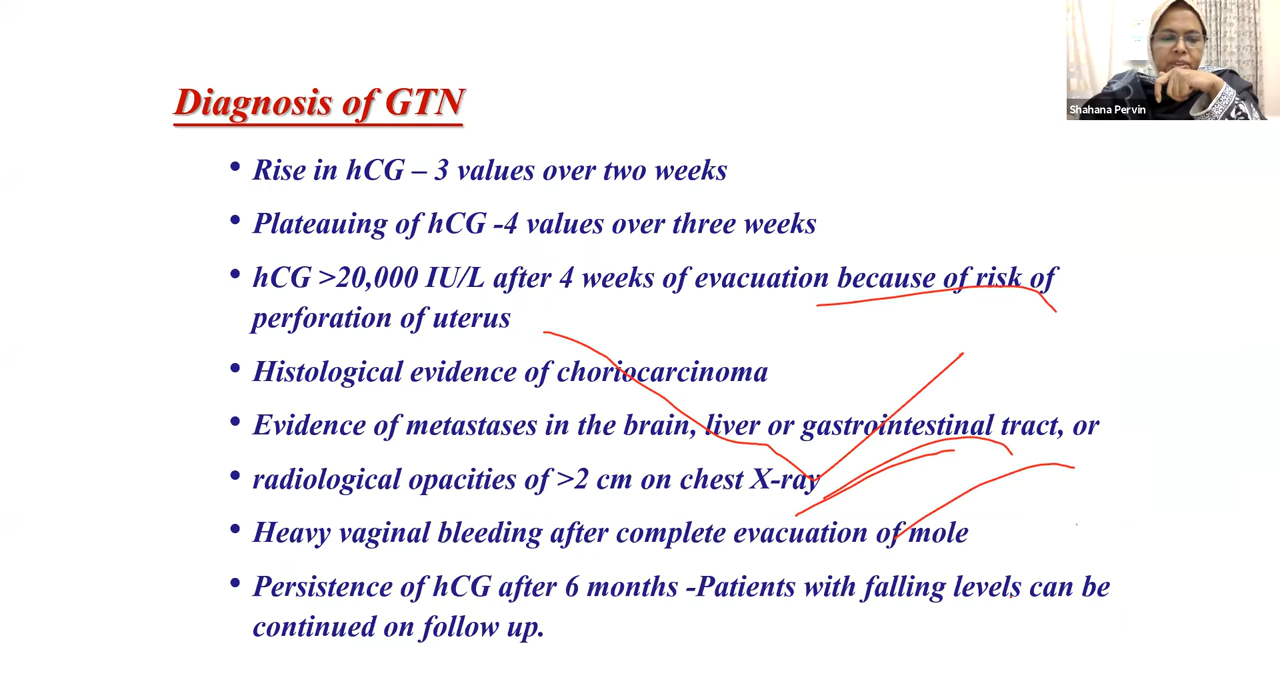 Diagnosis of GTN
Shahana Pervin
• Rise in hCG – 3 values over two weeks
• Plateauing of hCG -4 values over three weeks
• hCG >20,000 IU/L after 4 weeks of evacuation because of risk of
perforation of uterus
• Histological evidence of choriocarcinoma
• Evidence of metastases in the brain, liver or gastrointestinal tract, or
• radiological opacities of >2 cm on chest X-ray
• Heavy vaginal bleeding after complete evacuation of mole
• Persistence of hCG after 6 months -Patients with falling levels can be
continued on follow up.